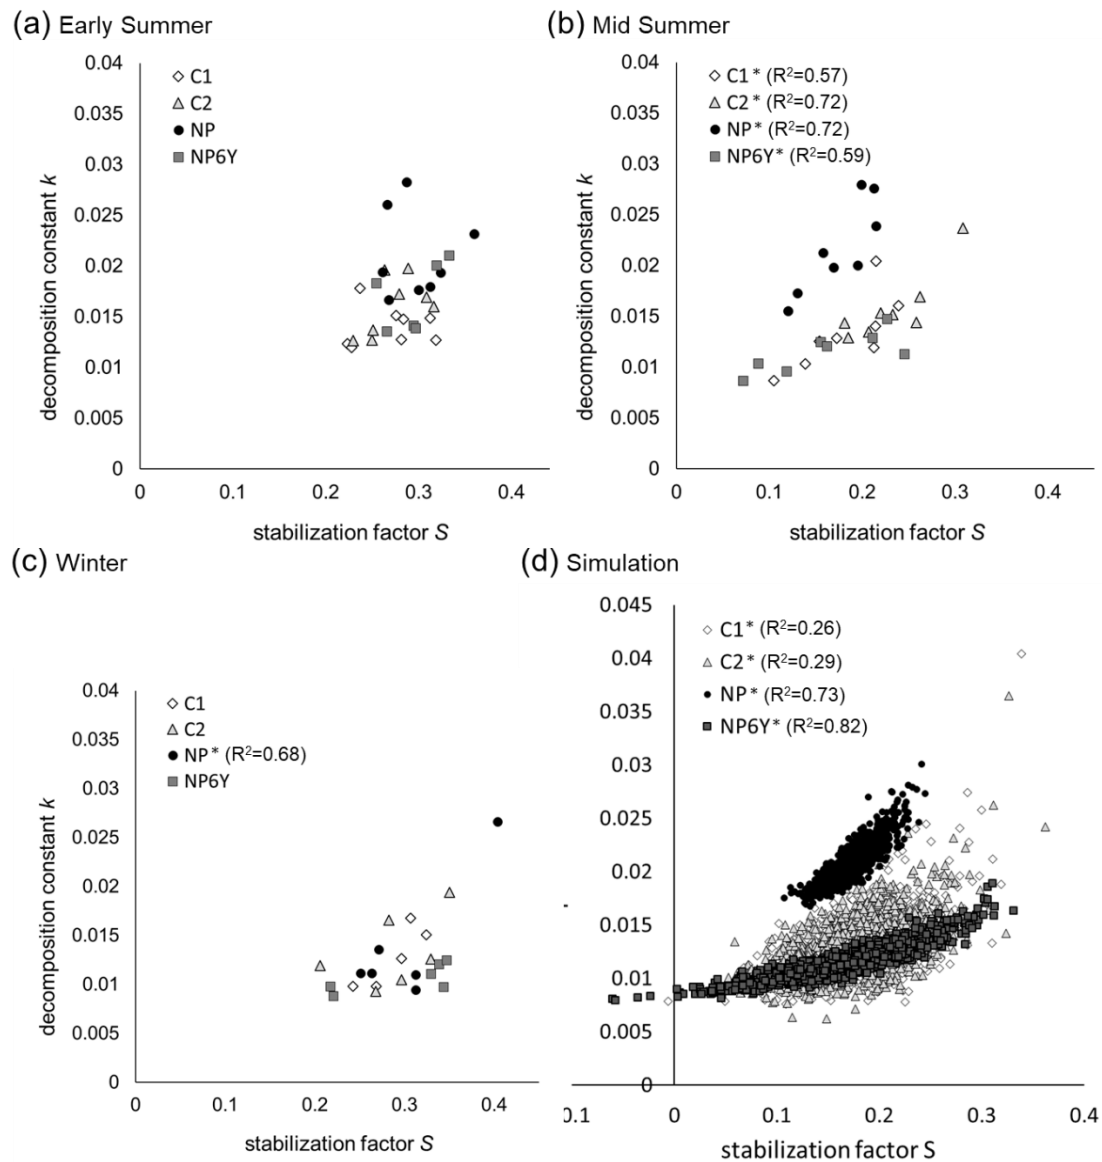 (a) Early Summer
0.04
0.035
0.03
0.025
0.02
0.015
0.01
0.005
0
decomposition constant k
C1
C2
NP
NP6Y
0 0.1 0.2 0.3 0.4
stabilization factor S
(b) Mid Summer
0.04
0.035
0.03
0.025
0.02
0.015
0.01
0.005
0
decomposition constant k
C1* (R²=0.57)
C2* (R²=0.72)
NP* (R²=0.72)
NP6Y* (R²=0.59)
0 0.1 0.2 0.3 0.4
stabilization factor S
(c) Winter
0.04
0.035
0.03
0.025
0.02
0.015
0.01
0.005
0
decomposition constant k
C1
C2
NP* (R²=0.68)
NP6Y
0 0.1 0.2 0.3 0.4
stabilization factor S
(d) Simulation
0.045
0.04
0.035
0.03
0.025
0.02
0.015
0.01
0.005
0
C1* (R²=0.26)
C2* (R²=0.29)
NP* (R²=0.73)
NP6Y* (R²=0.82)
0.1 0 0.1 0.2 0.3 0.4
stabilization factor S